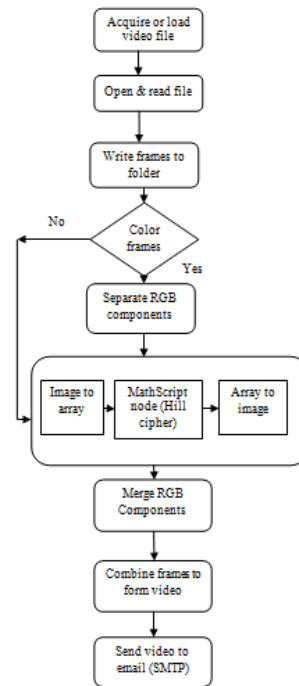 Acquire or load
video file
Open & read file
Write frames to
folder
No
Color
frames
Yes
Separate RGB
components
Image to
array
MathScript
node (Hill
cipher)
Array to
image
Merge RGB
Components
Combine frames to
form video
Send video to
email (SMTP)